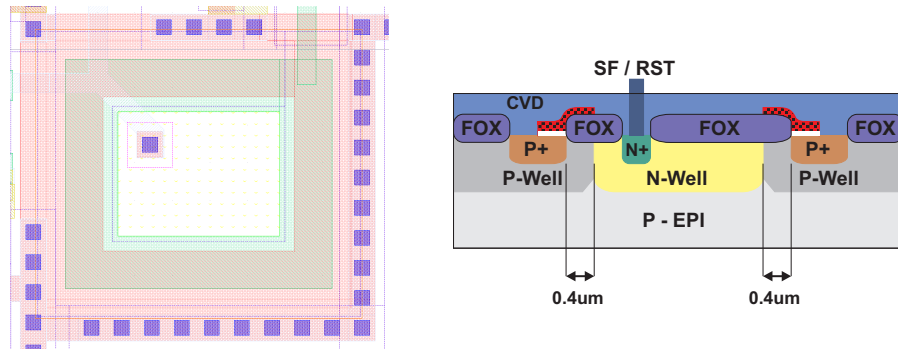 SF / RST
CVD
FOX FOX FOX FOX
P+ N+ P+
P-Well N-Well P-Well
P - EPI
0.4um 0.4um